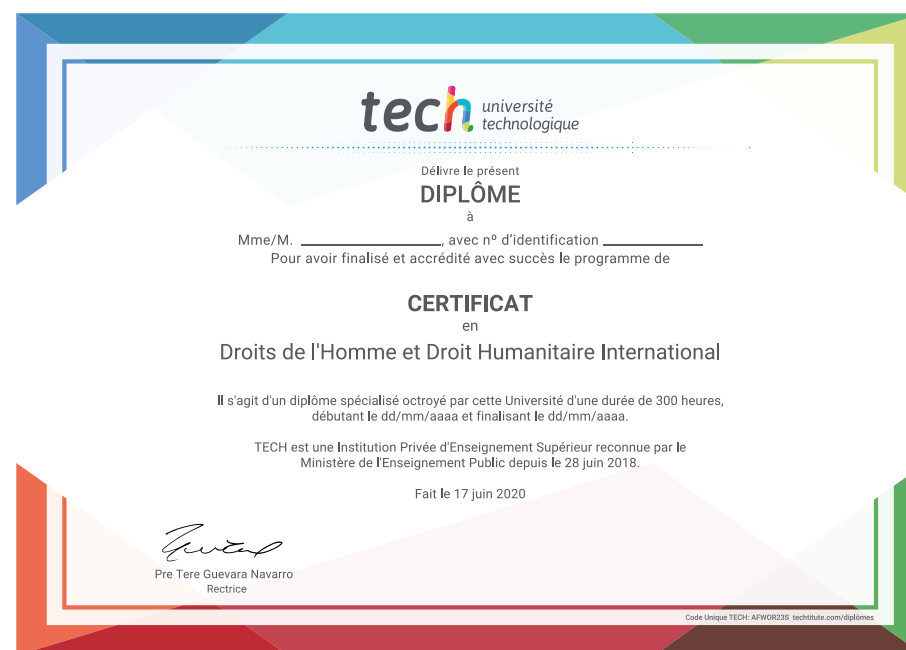 tech université
technologique
Délivre le présent
DIPLÔME
à
Mme/M. ____________________, avec nº d'identification ______________
Pour avoir finalisé et accrédité avec succès le programme de
CERTIFICAT
en
Droits de l'Homme et Droit Humanitaire International
Il s'agit d'un diplôme spécialisé octroyé par cette Université d'une durée de 300 heures,
débutant le dd/mm/aaaa et finalisant le dd/mm/aaaa.
TECH est une Institution Privée d'Enseignement Supérieur reconnue par le
Ministère de l'Enseignement Public depuis le 28 juin 2018.
Fait le 17 juin 2020
Pre Tere Guevara Navarro
Rectrice
Code Unique TECH: AFWOR23S techtitute.com/diplômes